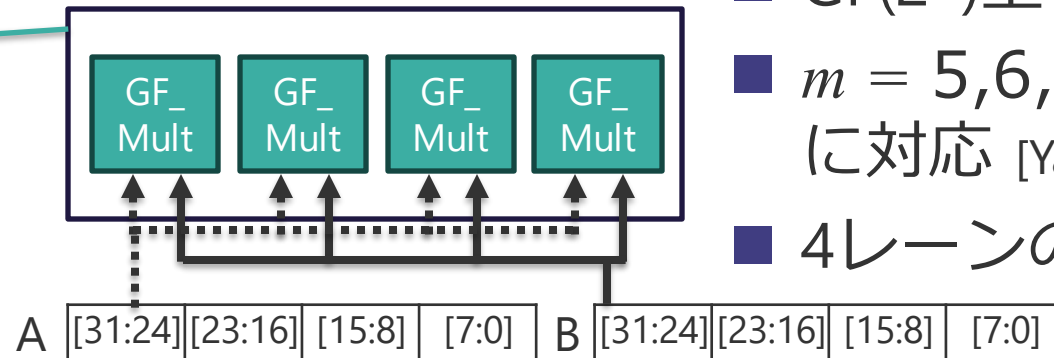 GF_
Mult
GF_
Mult
GF_
Mult
GF_
Mult
A [31:24] [23:16] [15:8] [7:0]
B [31:24] [23:16] [15:8] [7:0]
m = 5,6,
に対応 [Ya
4レーンの